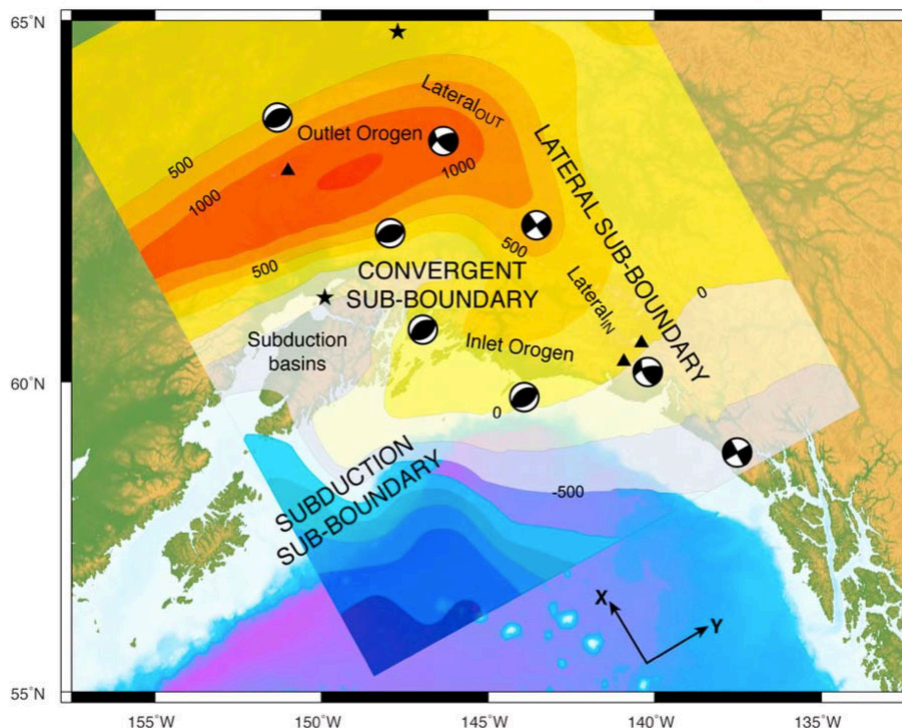 65°N
Lateral OUT
500
Outlet Orogen
LATERAL SUB-BOUNDARY
1000
1000
500
500
CONVERGENT
SUB-BOUNDARY
Lateral IN
0
Subduction
basins
Inlet Orogen
60°N
0
SUBDUCTION
SUB-BOUNDARY
-500
X
Y
55°N
155°W
150°W
145°W
140°W
135°W